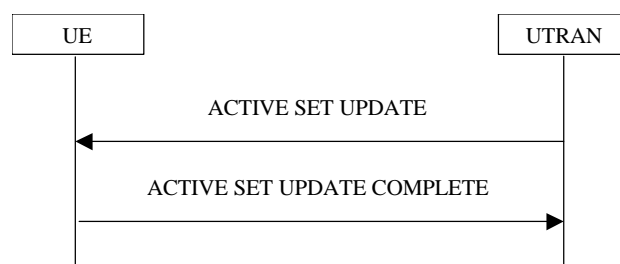 UE
UTRAN
ACTIVE SET UPDATE
ACTIVE SET UPDATE COMPLETE